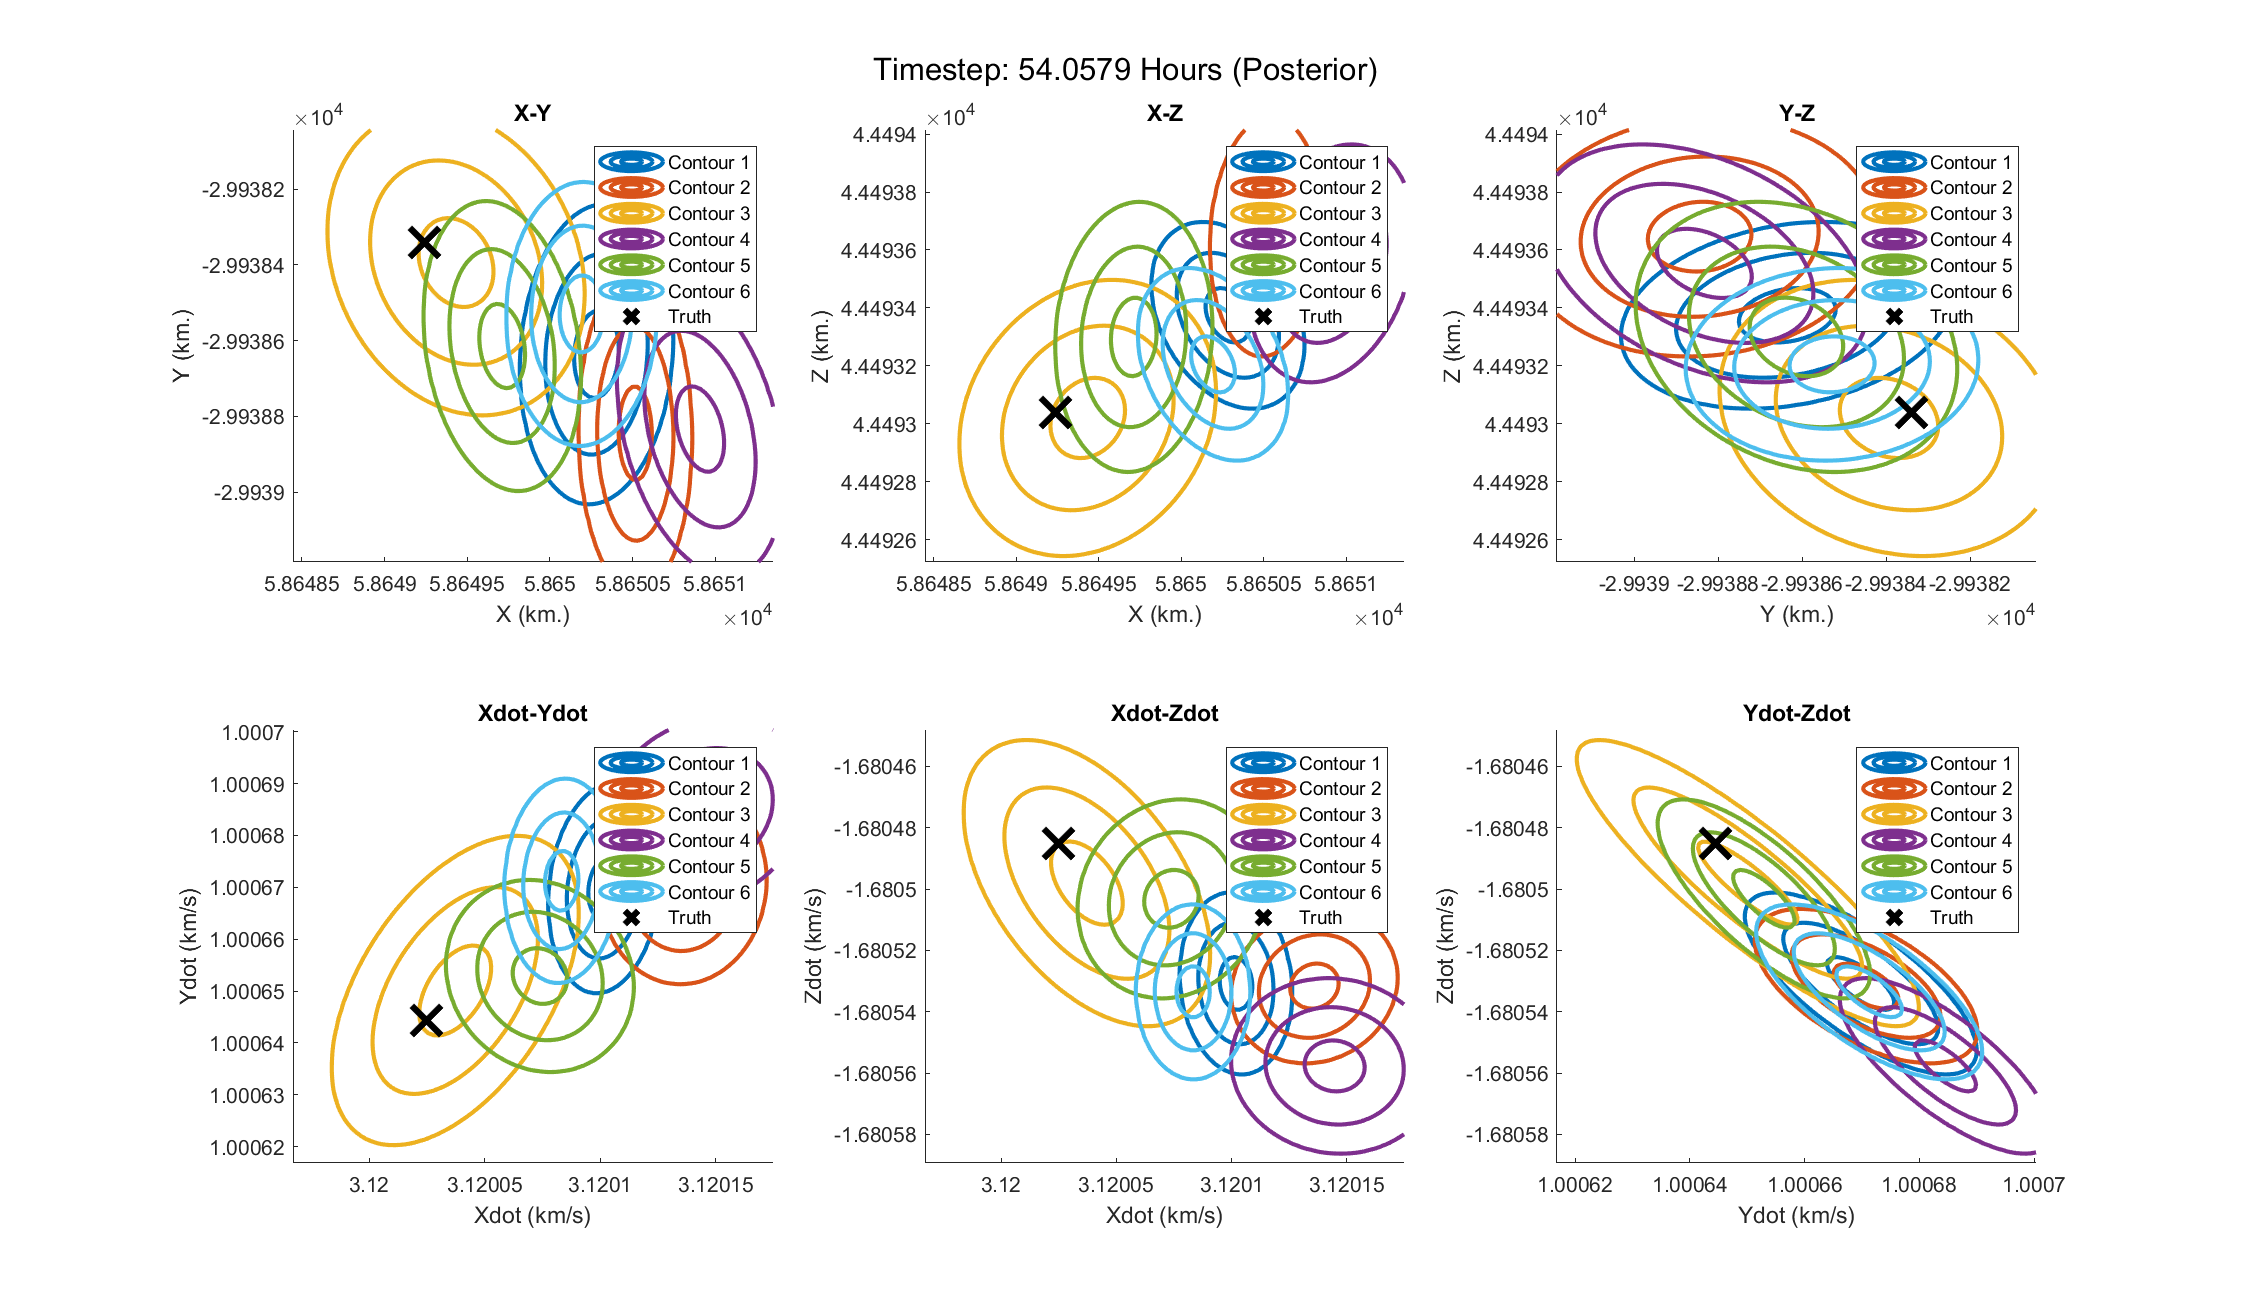 Timestep: 54.0579 Hours (Posterior)
X-Y
×10^4
-2.99382
-2.99384
-2.99386
-2.99388
-2.9939
Y (km.)
5.86485 5.8649 5.86495 5.865 5.86505 5.8651
X (km.)
×10^4
Contour 1
Contour 2
Contour 3
Contour 4
Contour 5
Contour 6
Truth
X-Z
×10^4
4.4494
4.44938
4.44936
4.44934
4.44932
4.4493
4.44928
4.44926
Z (km.)
5.86485 5.8649 5.86495 5.865 5.86505 5.8651
X (km.)
×10^4
Contour 1
Contour 2
Contour 3
Contour 4
Contour 5
Contour 6
Truth
Y-Z
×10^4
4.4494
4.44938
4.44936
4.44934
4.44932
4.4493
4.44928
4.44926
Z (km.)
-2.9939 -2.99388 -2.99386 -2.99384 -2.99382
Y (km.)
×10^4
Contour 1
Contour 2
Contour 3
Contour 4
Contour 5
Contour 6
Truth
Xdot-Ydot
1.0007
1.00069
1.00068
1.00067
1.00066
1.00065
1.00064
1.00063
1.00062
Ydot (km/s)
3.12 3.12005 3.1201 3.12015
Xdot (km/s)
Contour 1
Contour 2
Contour 3
Contour 4
Contour 5
Contour 6
Truth
Xdot-Zdot
-1.68046
-1.68048
-1.6805
-1.68052
-1.68054
-1.68056
-1.68058
Zdot (km/s)
3.12 3.12005 3.1201 3.12015
Xdot (km/s)
Contour 1
Contour 2
Contour 3
Contour 4
Contour 5
Contour 6
Truth
Ydot-Zdot
-1.68046
-1.68048
-1.6805
-1.68052
-1.68054
-1.68056
-1.68058
Zdot (km/s)
1.00062 1.00064 1.00066 1.00068 1.0007
Ydot (km/s)
Contour 1
Contour 2
Contour 3
Contour 4
Contour 5
Contour 6
Truth